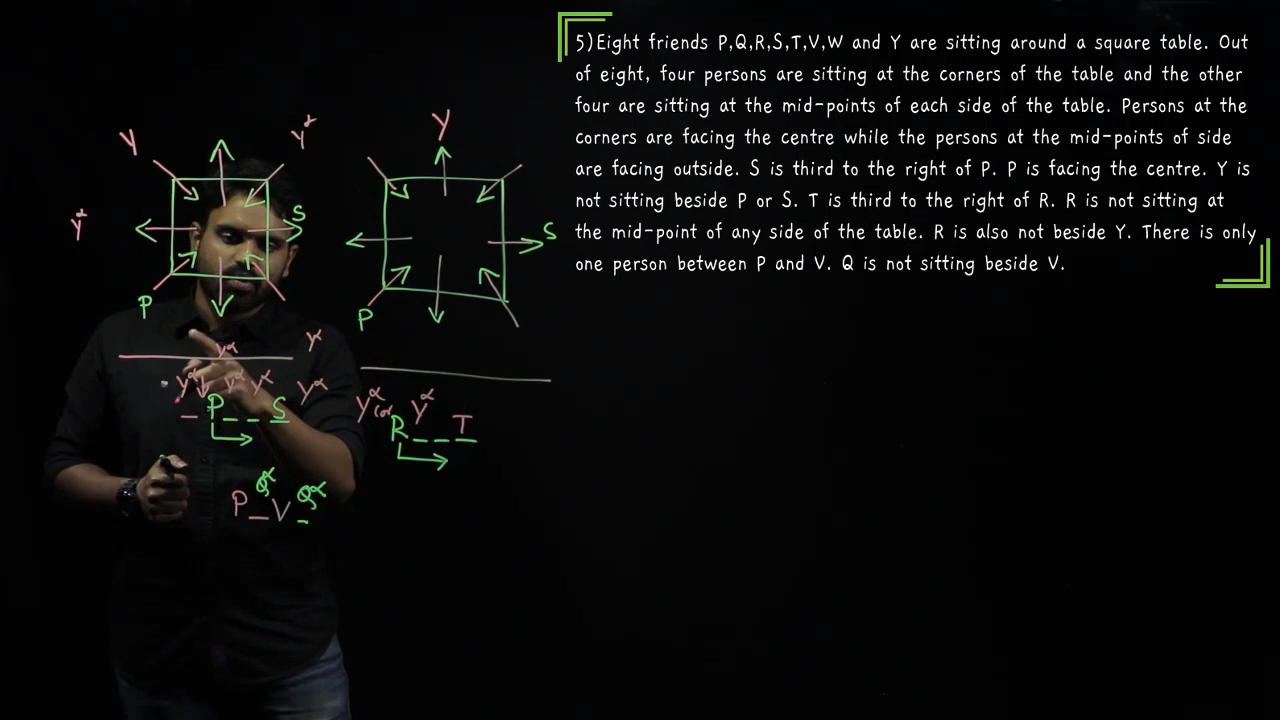 5)Eight friends P,Q,R,S,T,V,W and Y are sitting around a square table. Out
of eight, four persons are sitting at the corners of the table and the other
four are sitting at the mid-points of each side of the table. Persons at the
corners are facing the centre while the persons at the mid-points of side
are facing outside. S is third to the right of P. P is facing the centre. Y is
not sitting beside P or S. T is third to the right of R. R is not sitting at
the mid-point of any side of the table. R is also not beside Y. There is only
one person between P and V. Q is not sitting beside V.
Y Y
Y
Y S
S
P
P
Y Y
Y Y Y Y
_ P _ _ S
Y Y
R _ _ T
Q Q
P _ V _